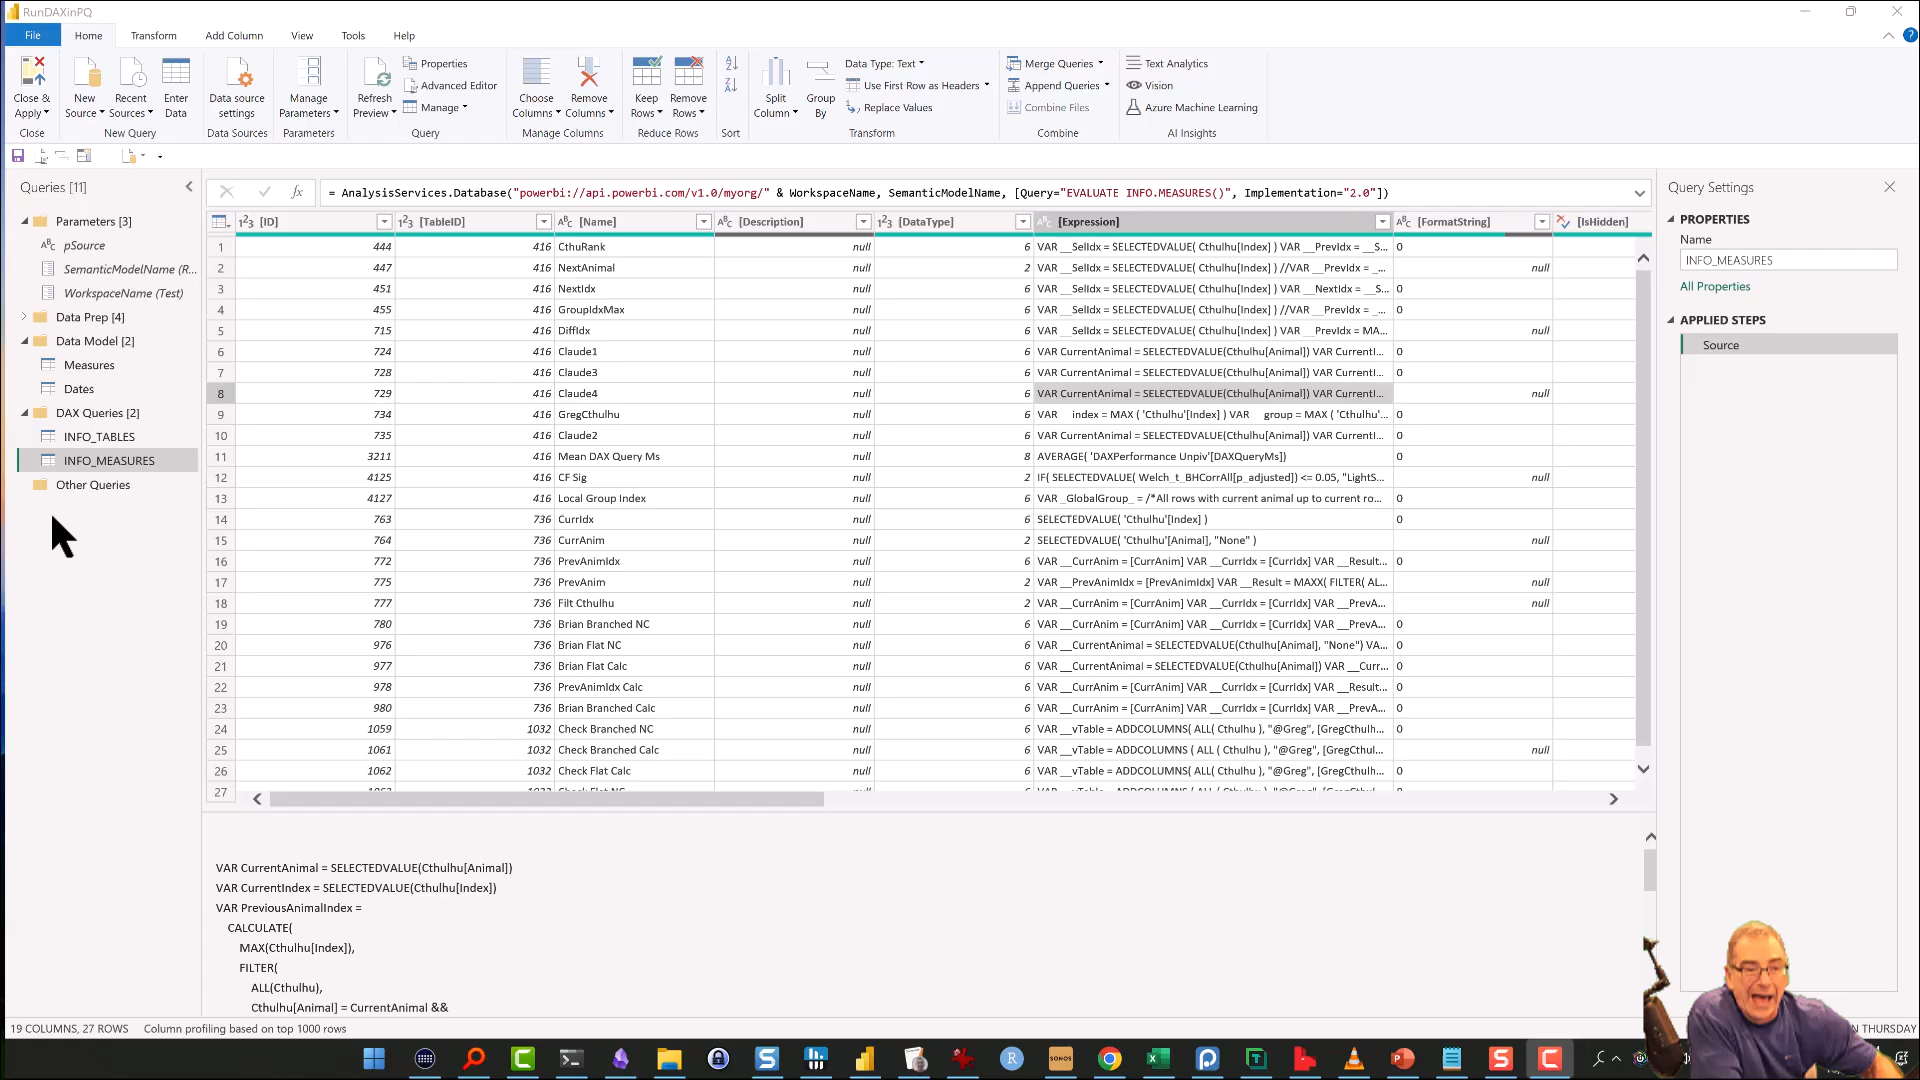 RunDAXinPQ
File Home Transform Add Column View Tools Help
Close & Apply
New Source
Recent Sources
Enter Data
Data source settings
Manage Parameters
Refresh Preview
Properties
Advanced Editor
Manage
Choose Columns
Remove Columns
Keep Rows
Remove Rows
Split Column
Group By
Data Type: Text
Use First Row as Headers
Replace Values
Merge Queries
Append Queries
Combine Files
Text Analytics
Vision
Azure Machine Learning
Close New Query Data Sources Parameters Query Manage Columns Reduce Rows Sort Transform Combine AI Insights
Queries [11]
Parameters [3]
pSource
SemanticModelName (R...
WorkspaceName (Test)
Data Prep [4]
Data Model [2]
Measures
Dates
DAX Queries [2]
INFO_TABLES
INFO_MEASURES
Other Queries
= AnalysisServices.Database("powerbi://api.powerbi.com/v1.0/myorg/" & WorkspaceName, SemanticModelName, [Query="EVALUATE INFO.MEASURES()", Implementation="2.0"])
[ID] [TableID] [Name] [Description] [DataType] [Expression] [FormatString] [IsHidden]
1 444 416 CthuRank null 6 VAR __SelIdx = SELECTEDVALUE( Cthulhu[Index] ) VAR __PrevIdx = __S... 0
2 447 416 NextAnimal null 2 VAR __SelIdx = SELECTEDVALUE( Cthulhu[Index] ) //VAR __PrevIdx = _... null
3 451 416 NextIdx null 6 VAR __SelIdx = SELECTEDVALUE( Cthulhu[Index] ) VAR __NextIdx = __S... 0
4 455 416 GroupIdxMax null 6 VAR __SelIdx = SELECTEDVALUE( Cthulhu[Index] ) //VAR __PrevIdx = _... 0
5 715 416 DiffIdx null 6 VAR __SelIdx = SELECTEDVALUE( Cthulhu[Index] ) VAR __PrevIdx = MA... null
6 724 416 Claude1 null 6 VAR CurrentAnimal = SELECTEDVALUE(Cthulhu[Animal]) VAR CurrentI... 0
7 728 416 Claude3 null 6 VAR CurrentAnimal = SELECTEDVALUE(Cthulhu[Animal]) VAR CurrentI... 0
8 729 416 Claude4 null 6 VAR CurrentAnimal = SELECTEDVALUE(Cthulhu[Animal]) VAR CurrentI... null
9 734 416 GregCthulhu null 6 VAR __index = MAX ( 'Cthulhu'[Index] ) VAR __group = MAX ( 'Cthulhu'... 0
10 735 416 Claude2 null 6 VAR CurrentAnimal = SELECTEDVALUE(Cthulhu[Animal]) VAR CurrentI... 0
11 3211 416 Mean DAX Query Ms null 8 AVERAGE( 'DAXPerformance Unpiv'[DAXQueryMs]) 0
12 4125 416 CF Sig null 2 IF( SELECTEDVALUE( Welch_t_BHCorrAll[p_adjusted]) <= 0.05, "LightS... null
13 4127 416 Local Group Index null 6 VAR _GlobalGroup_ = /*All rows with current animal up to current ro... 0
14 763 736 CurrIdx null 6 SELECTEDVALUE( 'Cthulhu'[Index] ) 0
15 764 736 CurrAnim null 2 SELECTEDVALUE( 'Cthulhu'[Animal], "None" ) null
16 772 736 PrevAnimIdx null 6 VAR __CurrAnim = [CurrAnim] VAR __CurrIdx = [CurrIdx] VAR __Result... 0
17 775 736 PrevAnim null 2 VAR __PrevAnimIdx = [PrevAnimIdx] VAR __Result = MAXX( FILTER( AL... null
18 777 736 Filt Cthulhu null 2 VAR __CurrAnim = [CurrAnim] VAR __CurrIdx = [CurrIdx] VAR __PrevA... null
19 780 736 Brian Branched NC null 6 VAR __CurrAnim = [CurrAnim] VAR __CurrIdx = [CurrIdx] VAR __PrevA... 0
20 976 736 Brian Flat NC null 6 VAR __CurrentAnimal = SELECTEDVALUE(Cthulhu[Animal], "None") VA... 0
21 977 736 Brian Flat Calc null 6 VAR __CurrentAnimal = SELECTEDVALUE(Cthulhu[Animal]) VAR __Curr... 0
22 978 736 PrevAnimIdx Calc null 6 VAR __CurrAnim = [CurrAnim] VAR __CurrIdx = [CurrIdx] VAR __Result... 0
23 980 736 Brian Branched Calc null 6 VAR __CurrAnim = [CurrAnim] VAR __CurrIdx = [CurrIdx] VAR __PrevA... 0
24 1059 1032 Check Branched NC null 6 VAR __vTable = ADDCOLUMNS( ALL( Cthulhu ), "@Greg", [GregCthulh... 0
25 1061 1032 Check Branched Calc null 6 VAR __vTable = ADDCOLUMNS ( ALL ( Cthulhu ), "@Greg", [GregCthul... null
26 1062 1032 Check Flat Calc null 6 VAR __vTable = ADDCOLUMNS( ALL( Cthulhu ), "@Greg", [GregCthulh... 0
27
VAR CurrentAnimal = SELECTEDVALUE(Cthulhu[Animal])
VAR CurrentIndex = SELECTEDVALUE(Cthulhu[Index])
VAR PreviousAnimalIndex =
CALCULATE(
MAX(Cthulhu[Index]),
FILTER(
ALL(Cthulhu),
Cthulhu[Animal] = CurrentAnimal &&
Query Settings
PROPERTIES
Name
INFO_MEASURES
All Properties
APPLIED STEPS
Source
19 COLUMNS, 27 ROWS Column profiling based on top 1000 rows
THURSDAY
SONOS